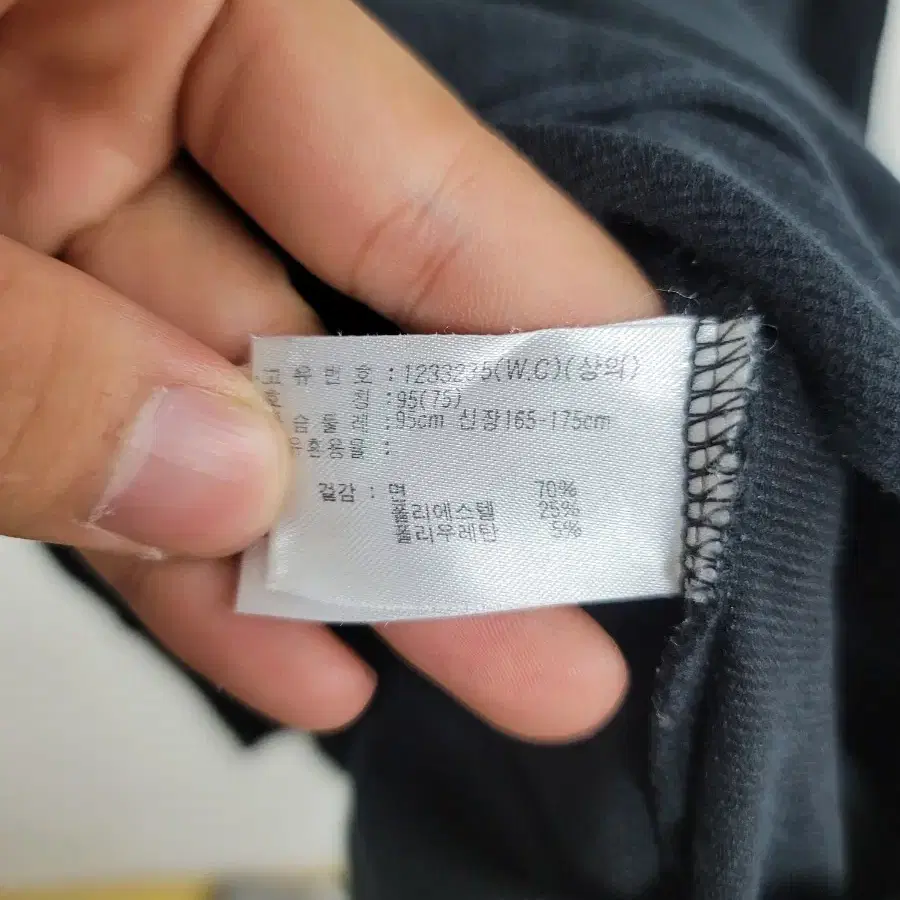 고유번호 : 1233235(W.C)(상의)
호 칭 : 95(75)
슴둘레 : 95cm 신장165-175cm
유환용물 :
겉감 : 면 70%
폴리에스텔 25%
폴리우레탄 5%